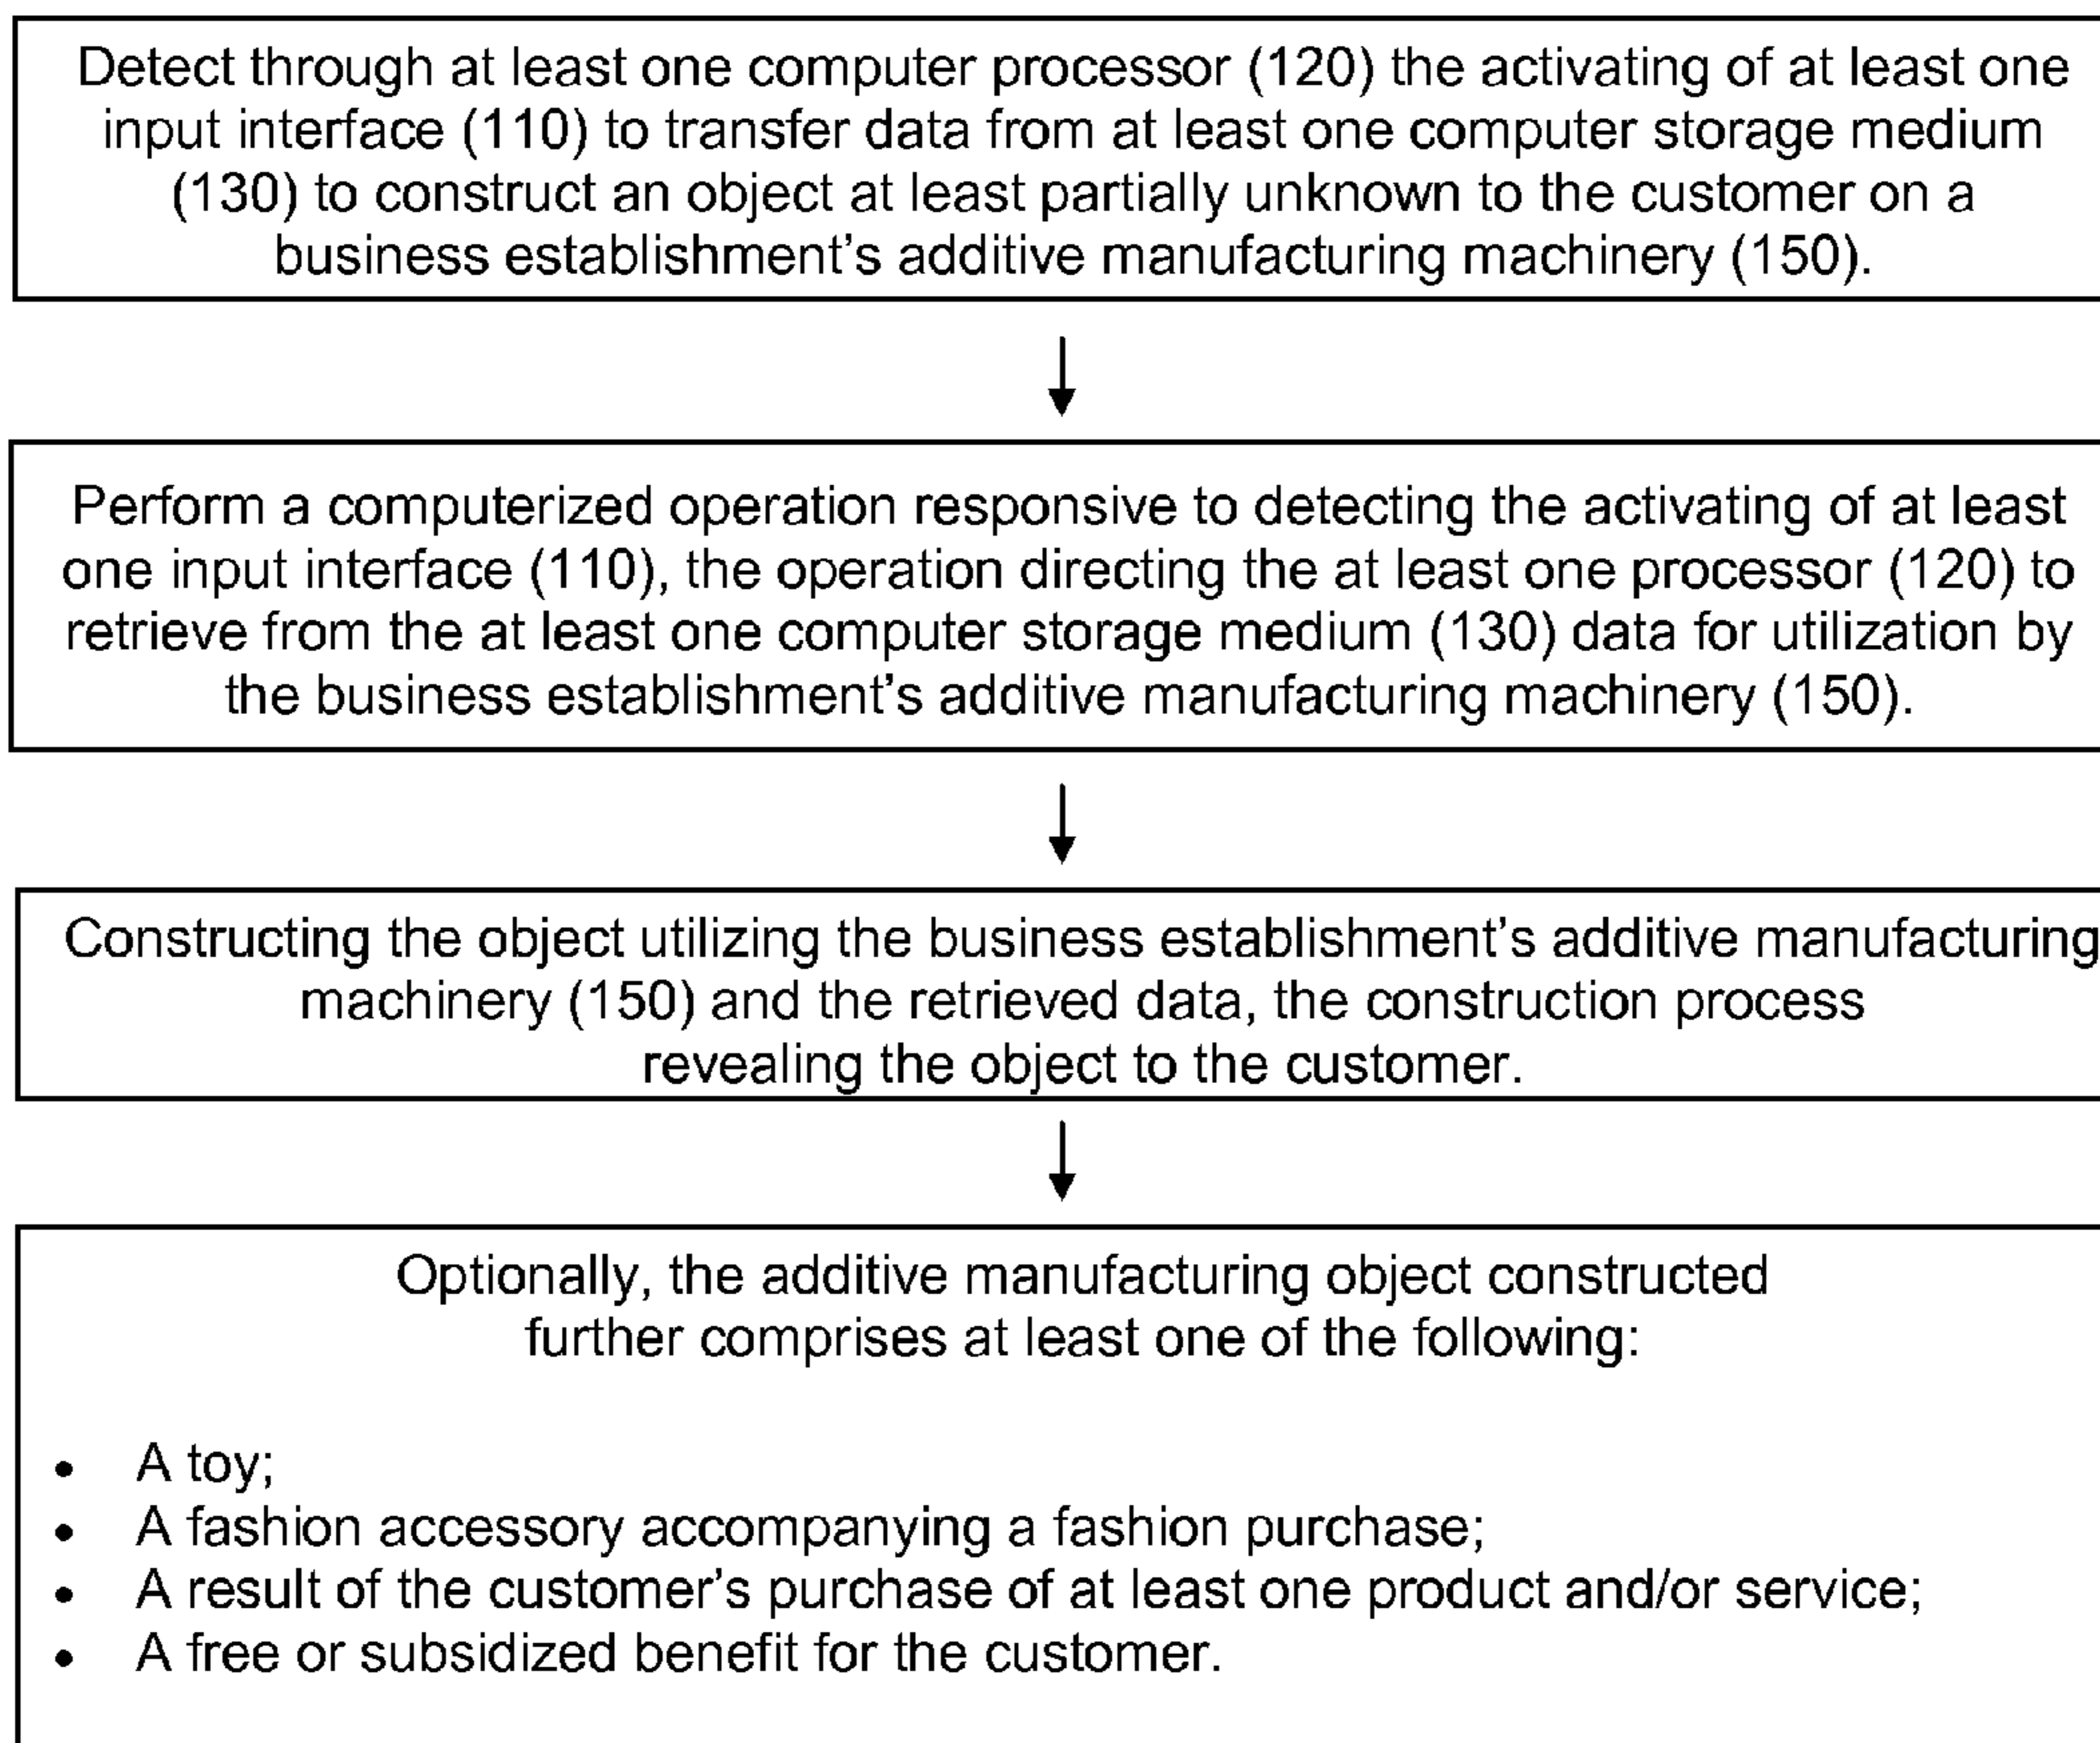 Detect through at least one computer processor (120) the activating of at least one
input interface (110) to transfer data from at least one computer storage medium
(130) to construct an object at least partially unknown to the customer on a
business establishment's additive manufacturing machinery (150).
Perform a computerized operation responsive to detecting the activating of at least
one input interface (110), the operation directing the at least one processor (120) to
retrieve from the at least one computer storage medium (130) data for utilization by
the business establishment's additive manufacturing machinery (150).
Constructing the object utilizing the business establishment's additive manufacturing
machinery (150) and the retrieved data, the construction process
revealing the object to the customer.
Optionally, the additive manufacturing object constructed
further comprises at least one of the following:
• A toy;
• A fashion accessory accompanying a fashion purchase;
• A result of the customer's purchase of at least one product and/or service;
• A free or subsidized benefit for the customer.